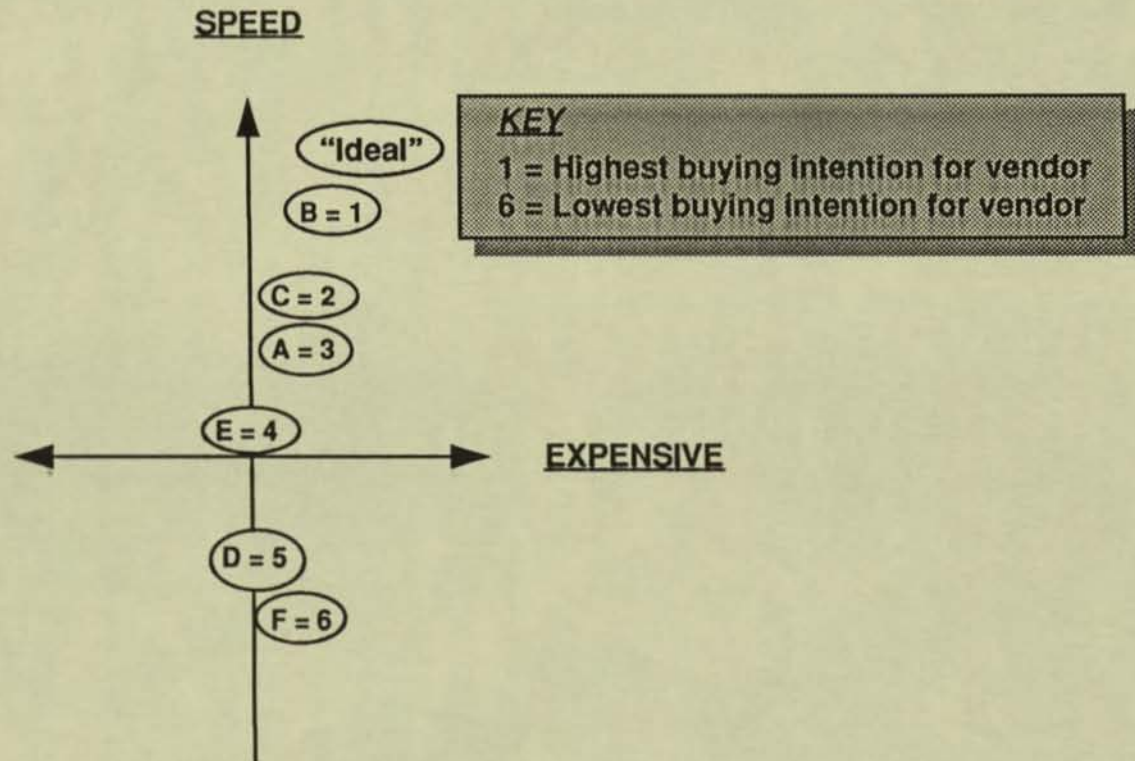 SPEED
“Ideal”
KEY
1 = Highest buying intention for vendor
6 = Lowest buying intention for vendor
B = 1
C = 2
A = 3
E = 4
EXPENSIVE
D = 5
F = 6